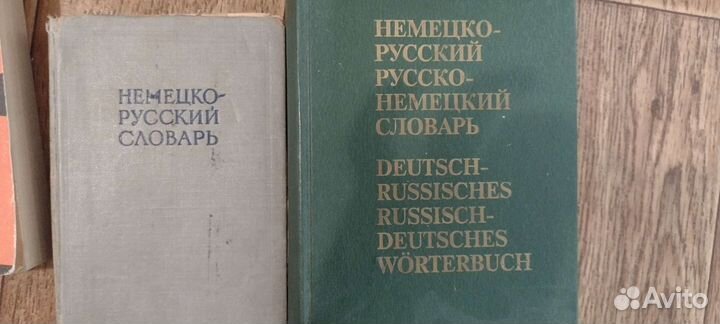 НЕМЕЦКО-
РУССКИЙ
СЛОВАРЬ
НЕМЕЦКО-
РУССКИЙ
РУССКО-
НЕМЕЦКИЙ
СЛОВАРЬ
DEUTSCH-
RUSSISCHES
RUSSISCH-
DEUTSCHES
WÖRTERBUCH
Avito